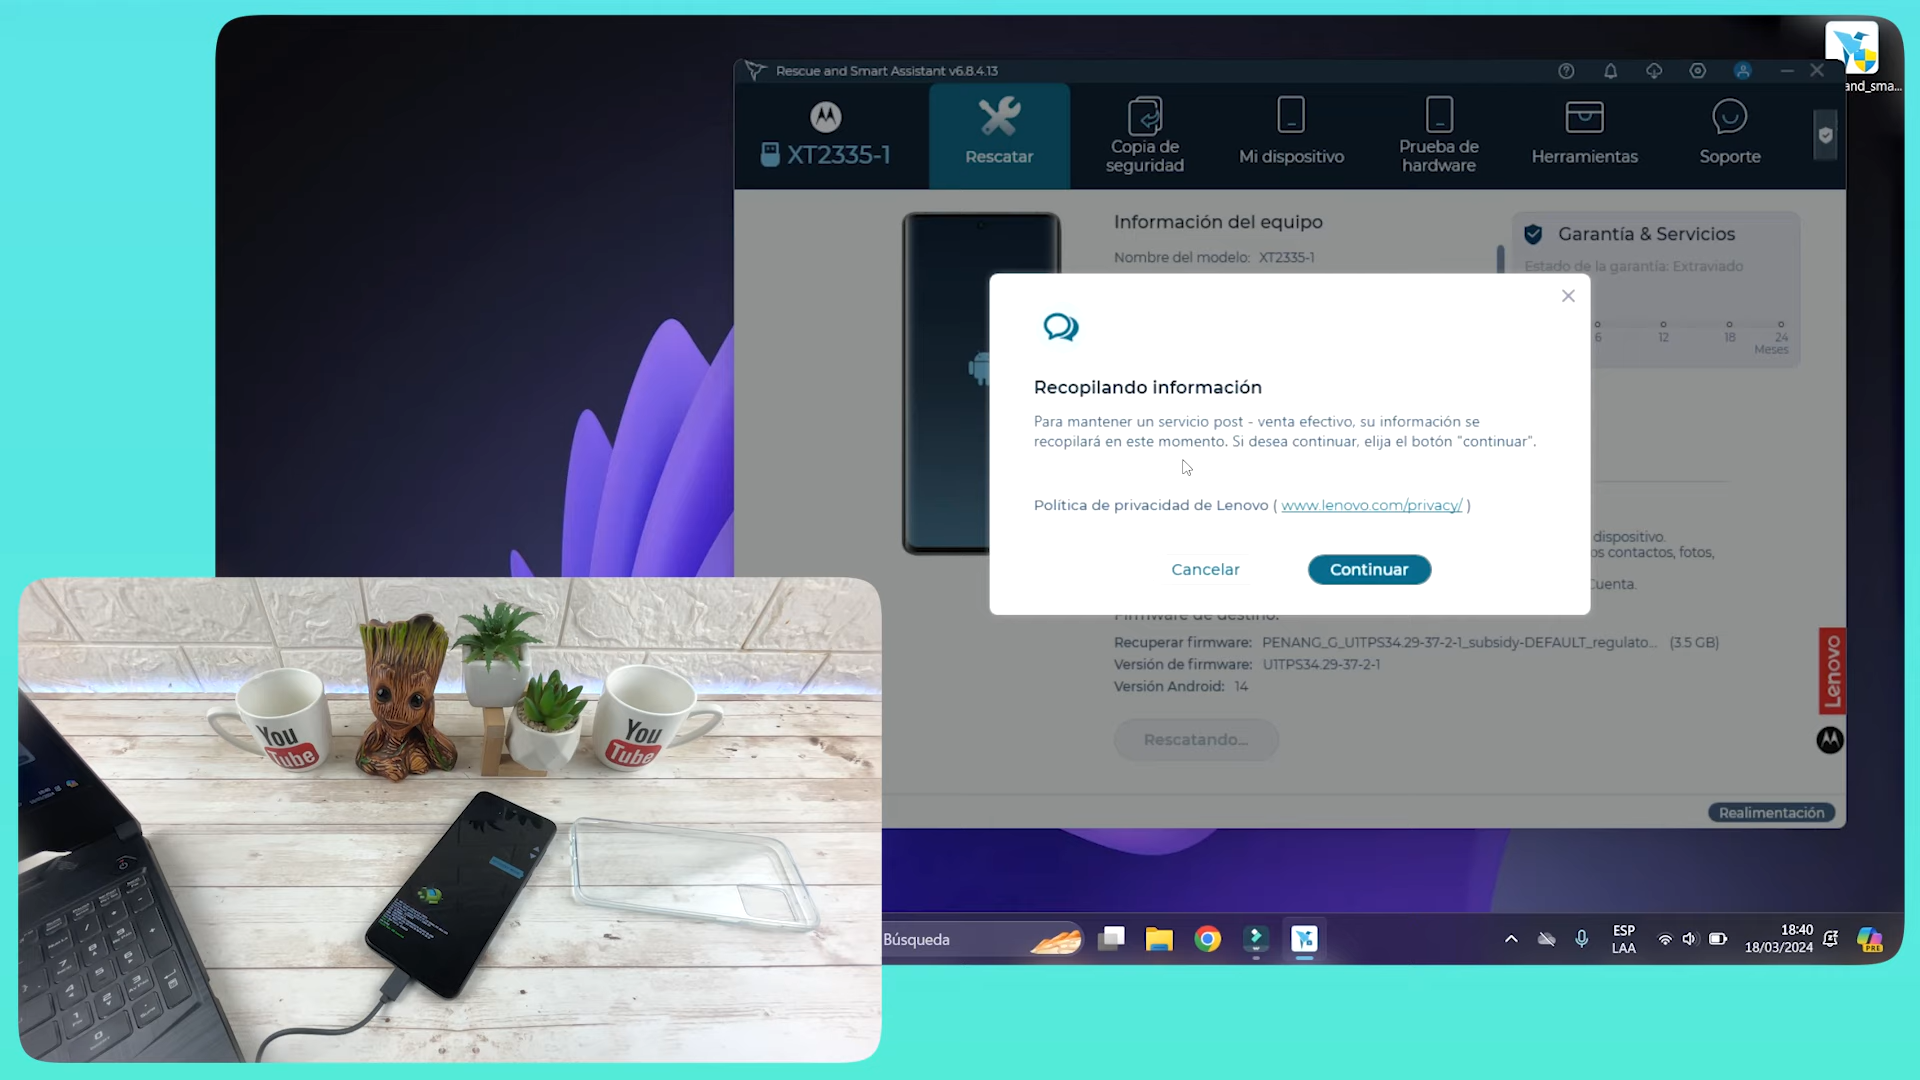 and_sma...
Rescue and Smart Assistant v6.8.4.13
XT2335-1
Rescatar
Copia de
seguridad
Mi dispositivo
Prueba de
hardware
Herramientas
Soporte
Información del equipo
Nombre del modelo: XT2335-1
Garantía & Servicios
Estado de la garantía: Extraviado
6 12 18 24
Meses
Recopilando información
Para mantener un servicio post - venta efectivo, su información se
recopilará en este momento. Si desea continuar, elija el botón "continuar".
Política de privacidad de Lenovo ( www.lenovo.com/privacy/ )
Cancelar
Continuar
dispositivo.
os contactos, fotos,
Cuenta.
Firmware de destino:
Recuperar firmware: PENANG_G_U1TPS34.29-37-2-1_subsidy-DEFAULT_regulato... (3.5 GB)
Versión de firmware: U1TPS34.29-37-2-1
Versión Android: 14
Rescatando...
Lenovo
Realimentación
You
Tube
You
Tube
Búsqueda
ESP
LAA
18:40
18/03/2024
PRE